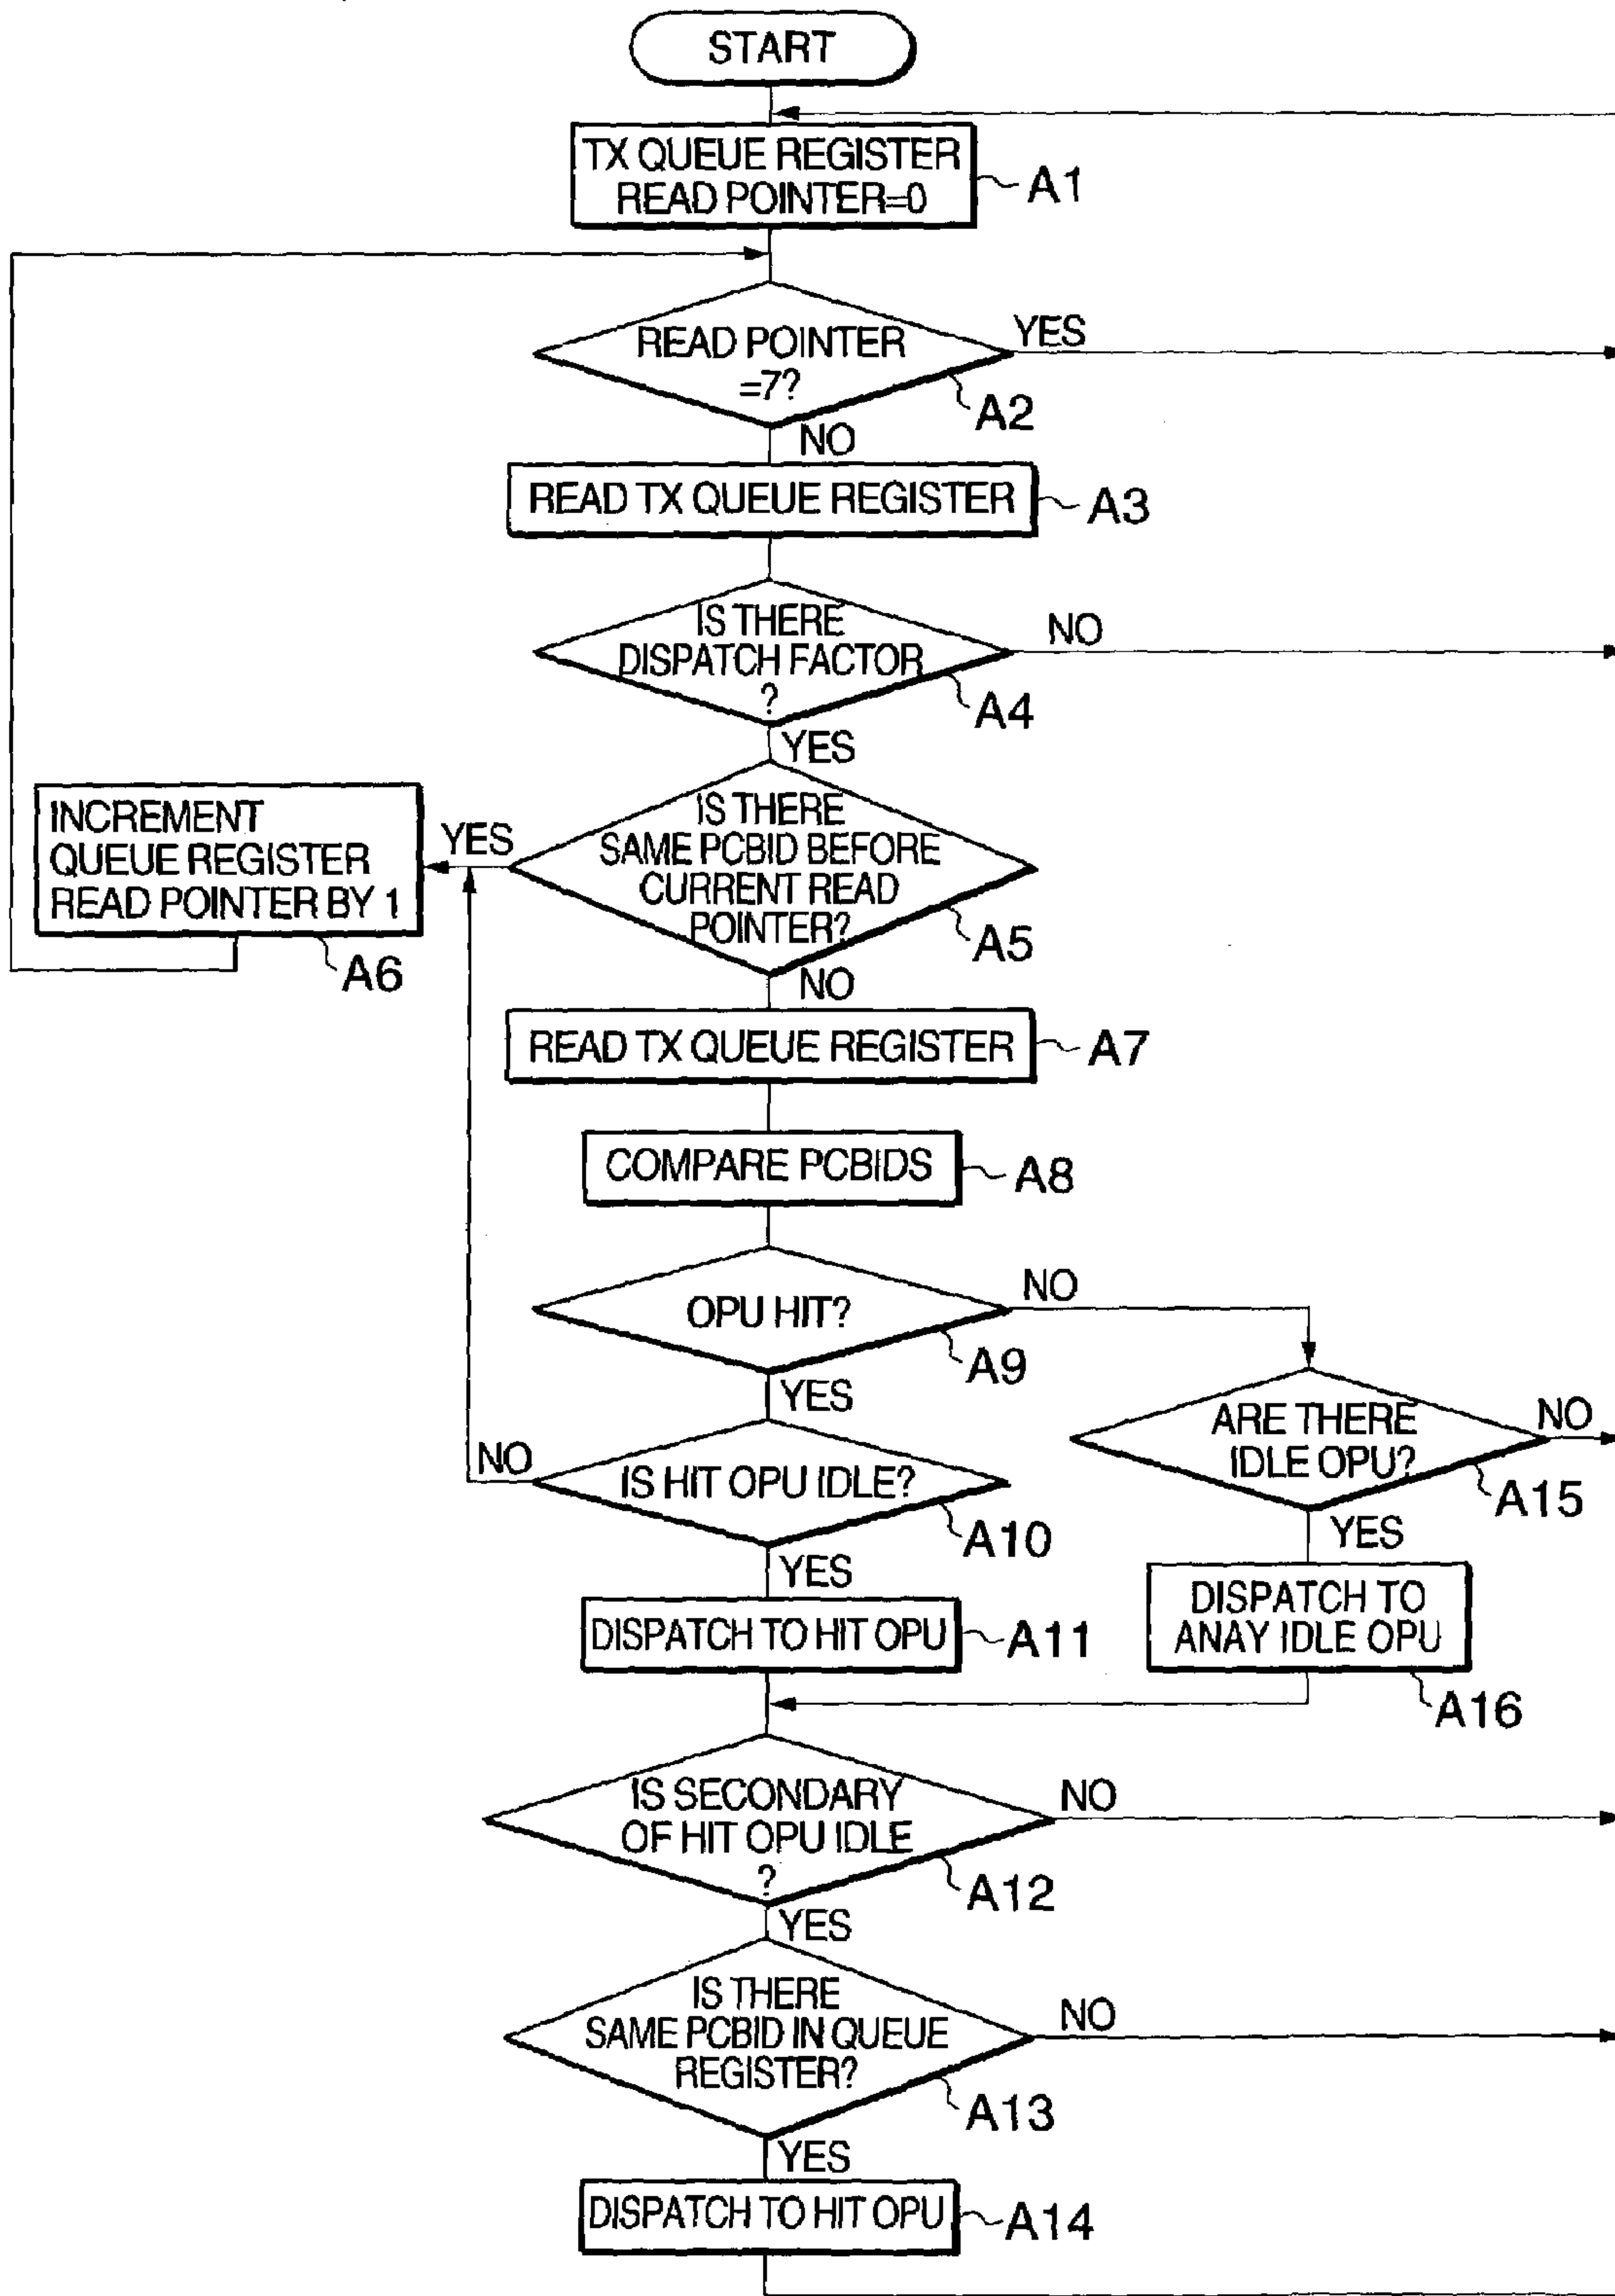 START
TX QUEUE REGISTER
READ POINTER=0
A1
READ POINTER
=7?
YES
A2
NO
READ TX QUEUE REGISTER
A3
IS THERE
DISPATCH FACTOR
?
NO
A4
YES
IS THERE
SAME PCBID BEFORE
CURRENT READ
POINTER?
YES
A5
INCREMENT
QUEUE REGISTER
READ POINTER BY 1
A6
NO
READ TX QUEUE REGISTER
A7
COMPARE PCBIDS
A8
OPU HIT?
NO
A9
YES
IS HIT OPU IDLE?
NO
A10
YES
DISPATCH TO HIT OPU
A11
ARE THERE
IDLE OPU?
NO
A15
YES
DISPATCH TO
ANAY IDLE OPU
A16
IS SECONDARY
OF HIT OPU IDLE
?
NO
A12
YES
IS THERE
SAME PCBID IN QUEUE
REGISTER?
NO
A13
YES
DISPATCH TO HIT OPU
A14